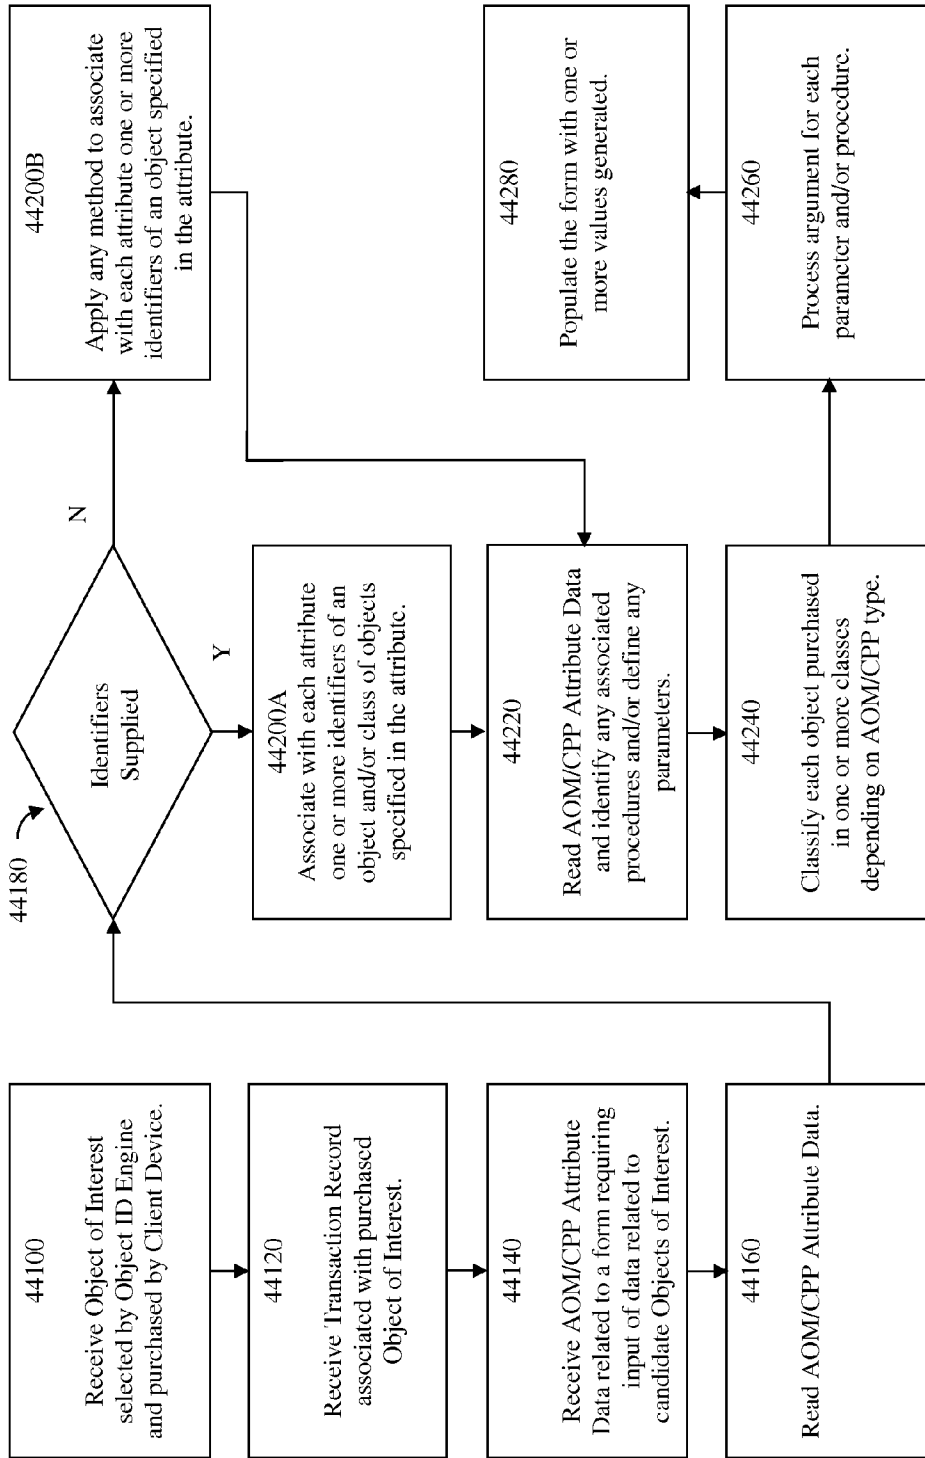 44100
Receive Object of Interest
selected by Object ID Engine
and purchased by Client Device.
44120
Receive Transaction Record
associated with purchased
Object of Interest.
44140
Receive AOM/CPP Attribute
Data related to a form requiring
input of data related to
candidate Objects of Interest.
44160
Read AOM/CPP Attribute Data.
44180
Identifiers
Supplied
Y
N
44200A
Associate with each attribute
one or more identifiers of an
object and/or class of objects
specified in the attribute.
44200B
Apply any method to associate
with each attribute one or more
identifiers of an object specified
in the attribute.
44220
Read AOM/CPP Attribute Data
and identify any associated
procedures and/or define any
parameters.
44240
Classify each object purchased
in one or more classes
depending on AOM/CPP type.
44260
Process argument for each
parameter and/or procedure.
44280
Populate the form with one or
more values generated.